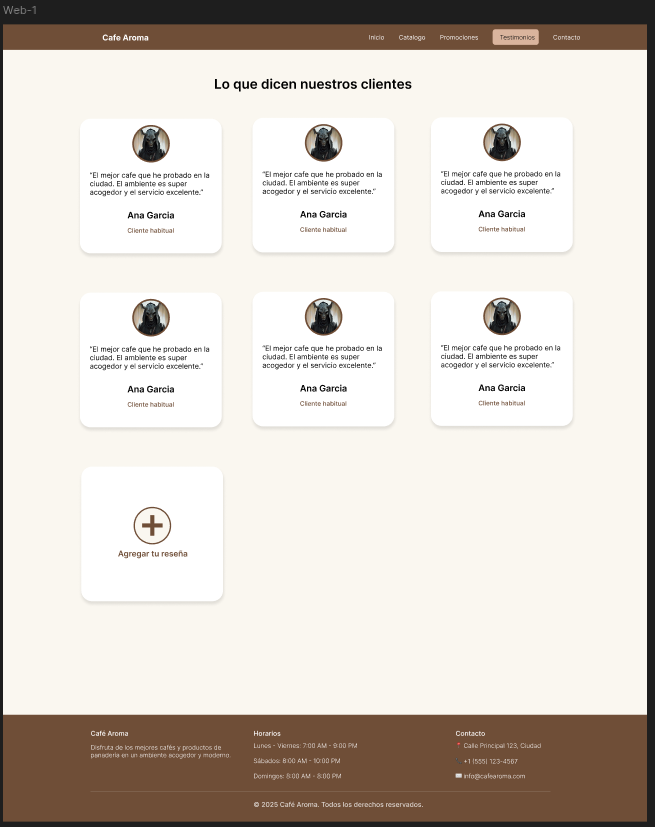 Web-1
Cafe Aroma
Inicio
Catalogo
Promociones
Testimonios
Contacto
Lo que dicen nuestros clientes
"El mejor cafe que he probado en la
ciudad. El ambiente es super
acogedor y el servicio excelente."
Ana Garcia
Cliente habitual
"El mejor cafe que he probado en la
ciudad. El ambiente es super
acogedor y el servicio excelente."
Ana Garcia
Cliente habitual
"El mejor cafe que he probado en la
ciudad. El ambiente es super
acogedor y el servicio excelente."
Ana Garcia
Cliente habitual
"El mejor cafe que he probado en la
ciudad. El ambiente es super
acogedor y el servicio excelente."
Ana Garcia
Cliente habitual
"El mejor cafe que he probado en la
ciudad. El ambiente es super
acogedor y el servicio excelente."
Ana Garcia
Cliente habitual
"El mejor cafe que he probado en la
ciudad. El ambiente es super
acogedor y el servicio excelente."
Ana Garcia
Cliente habitual
Agregar tu reseña
Café Aroma
Disfruta de los mejores cafés y productos de
panadería en un ambiente acogedor y moderno.
Horarios
Lunes - Viernes: 7:00 AM - 9:00 PM
Sábados: 8:00 AM - 10:00 PM
Domingos: 8:00 AM - 8:00 PM
Contacto
Calle Principal 123, Ciudad
+1 (555) 123-4567
info@cafearoma.com
© 2025 Café Aroma. Todos los derechos reservados.